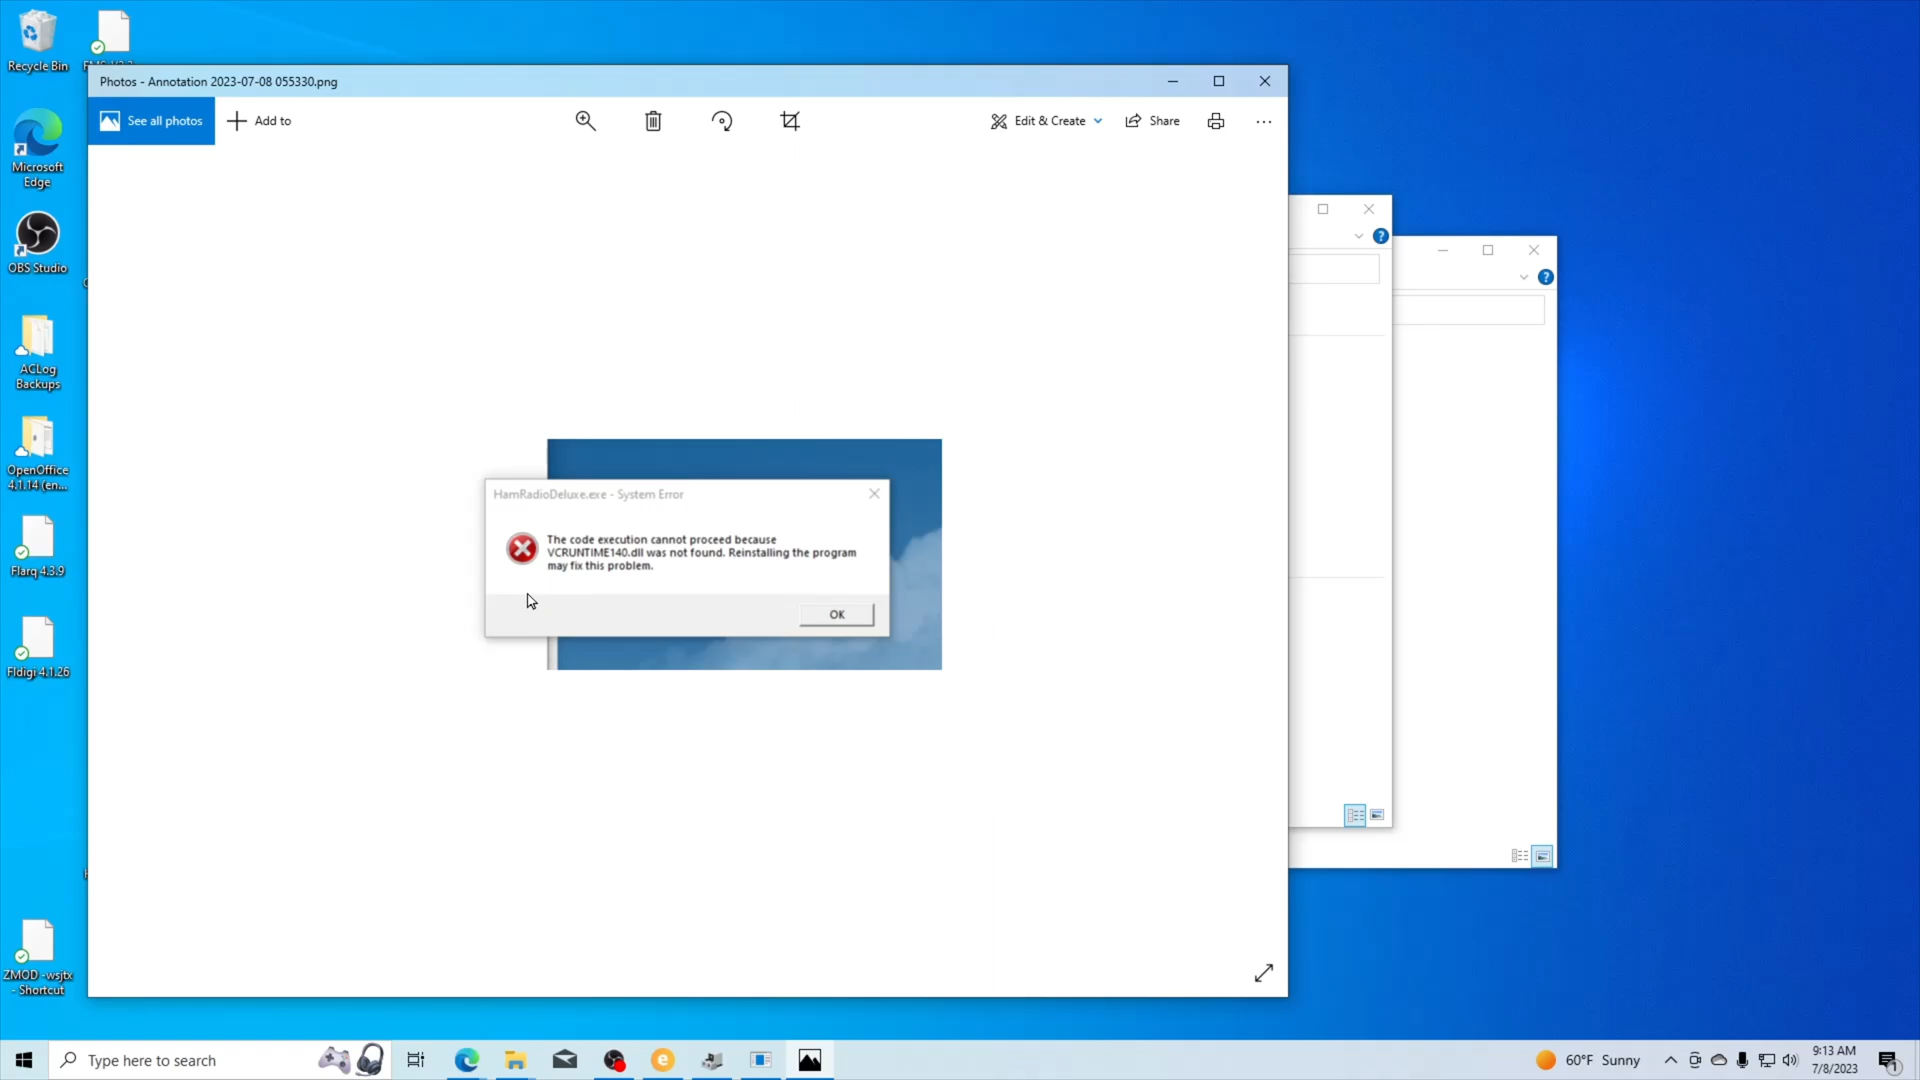 Recycle Bin
Photos - Annotation 2023-07-08 055330.png
See all photos
Add to
Edit & Create
Share
Microsoft
Edge
OBS Studio
ACLog
Backups
OpenOffice
4.1.14 (en...
Flarq 4.3.9
Fldigi 4.1.26
ZMOD -wsjtx
- Shortcut
HamRadioDeluxe.exe - System Error
The code execution cannot proceed because
VCRUNTIME140.dll was not found. Reinstalling the program
may fix this problem.
OK
Type here to search
60°F Sunny
9:13 AM
7/8/2023
1